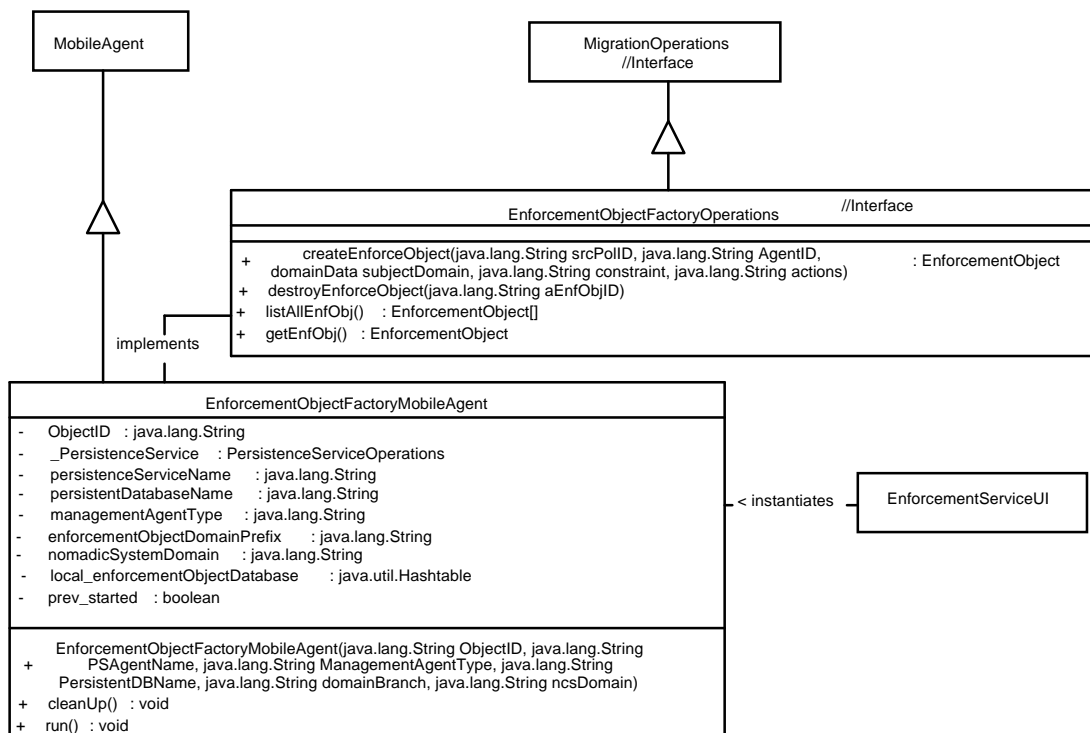 MobileAgent
MigrationOperations
//Interface
EnforcementObjectFactoryOperations //Interface
+ createEnforceObject(java.lang.String srcPolID, java.lang.String AgentID,
domainData subjectDomain, java.lang.String constraint, java.lang.String actions) : EnforcementObject
+ destroyEnforceObject(java.lang.String aEnfObjID)
+ listAllEnfObj() : EnforcementObject[]
+ getEnfObj() : EnforcementObject
implements
EnforcementObjectFactoryMobileAgent
- ObjectID : java.lang.String
- _PersistenceService : PersistenceServiceOperations
- persistenceServiceName : java.lang.String
- persistentDatabaseName : java.lang.String
- managementAgentType : java.lang.String
- enforcementObjectDomainPrefix : java.lang.String
- nomadicSystemDomain : java.lang.String
- local_enforcementObjectDatabase : java.util.Hashtable
- prev_started : boolean
EnforcementObjectFactoryMobileAgent(java.lang.String ObjectID, java.lang.String
+ PSAgentName, java.lang.String ManagementAgentType, java.lang.String
PersistentDBName, java.lang.String domainBranch, java.lang.String ncsDomain)
+ cleanUp() : void
+ run() : void
< instantiates
EnforcementServiceUI